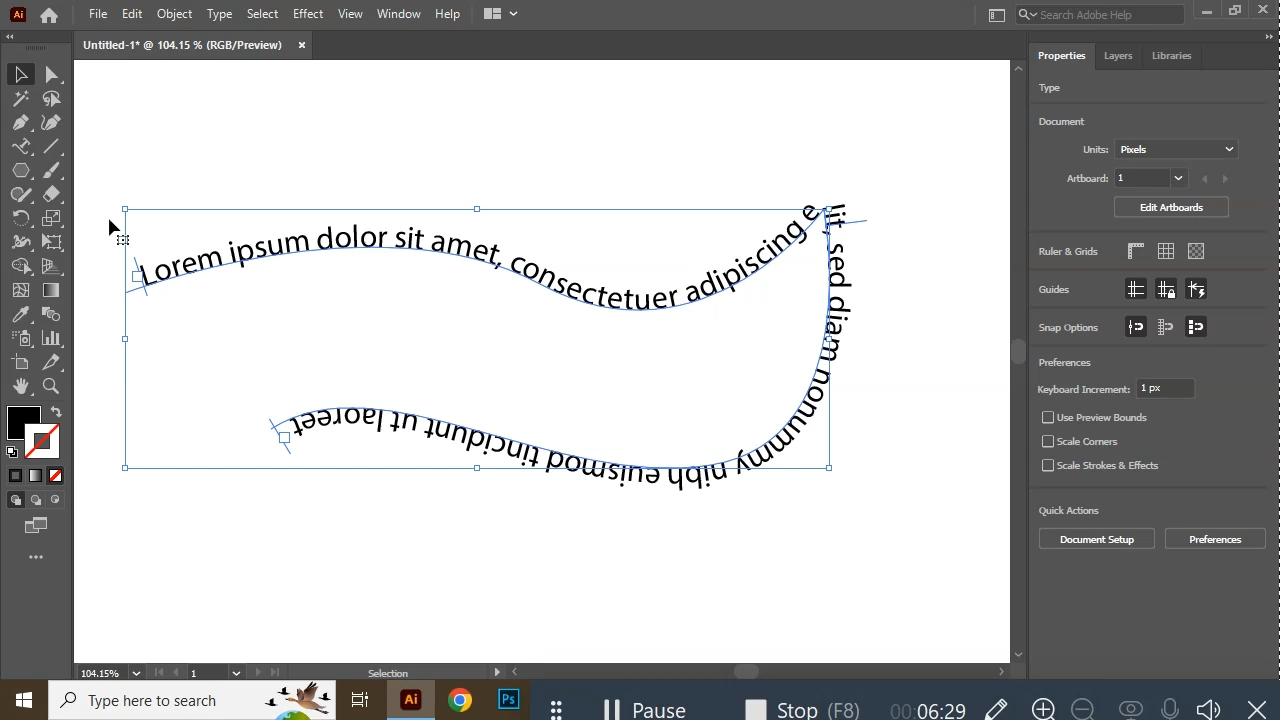 Ai File Edit Object Type Select Effect View Window Help Search Adobe Help
Untitled-1* @ 104.15 % (RGB/Preview) ×
Properties Layers Libraries
Type
Document
Units: Pixels
Artboard: 1
Edit Artboards
Ruler & Grids
Guides
Snap Options
Preferences
Keyboard Increment: 1 px
Use Preview Bounds
Scale Corners
Scale Strokes & Effects
Quick Actions
Document Setup Preferences
Lorem ipsum dolor sit amet, consectetuer adipiscing elit, sed diam nonummy nibh euismod tincidunt ut laoreet
104.15% 1 Selection
Type here to search Ai Ps Pause Stop (F8) 00:06:29